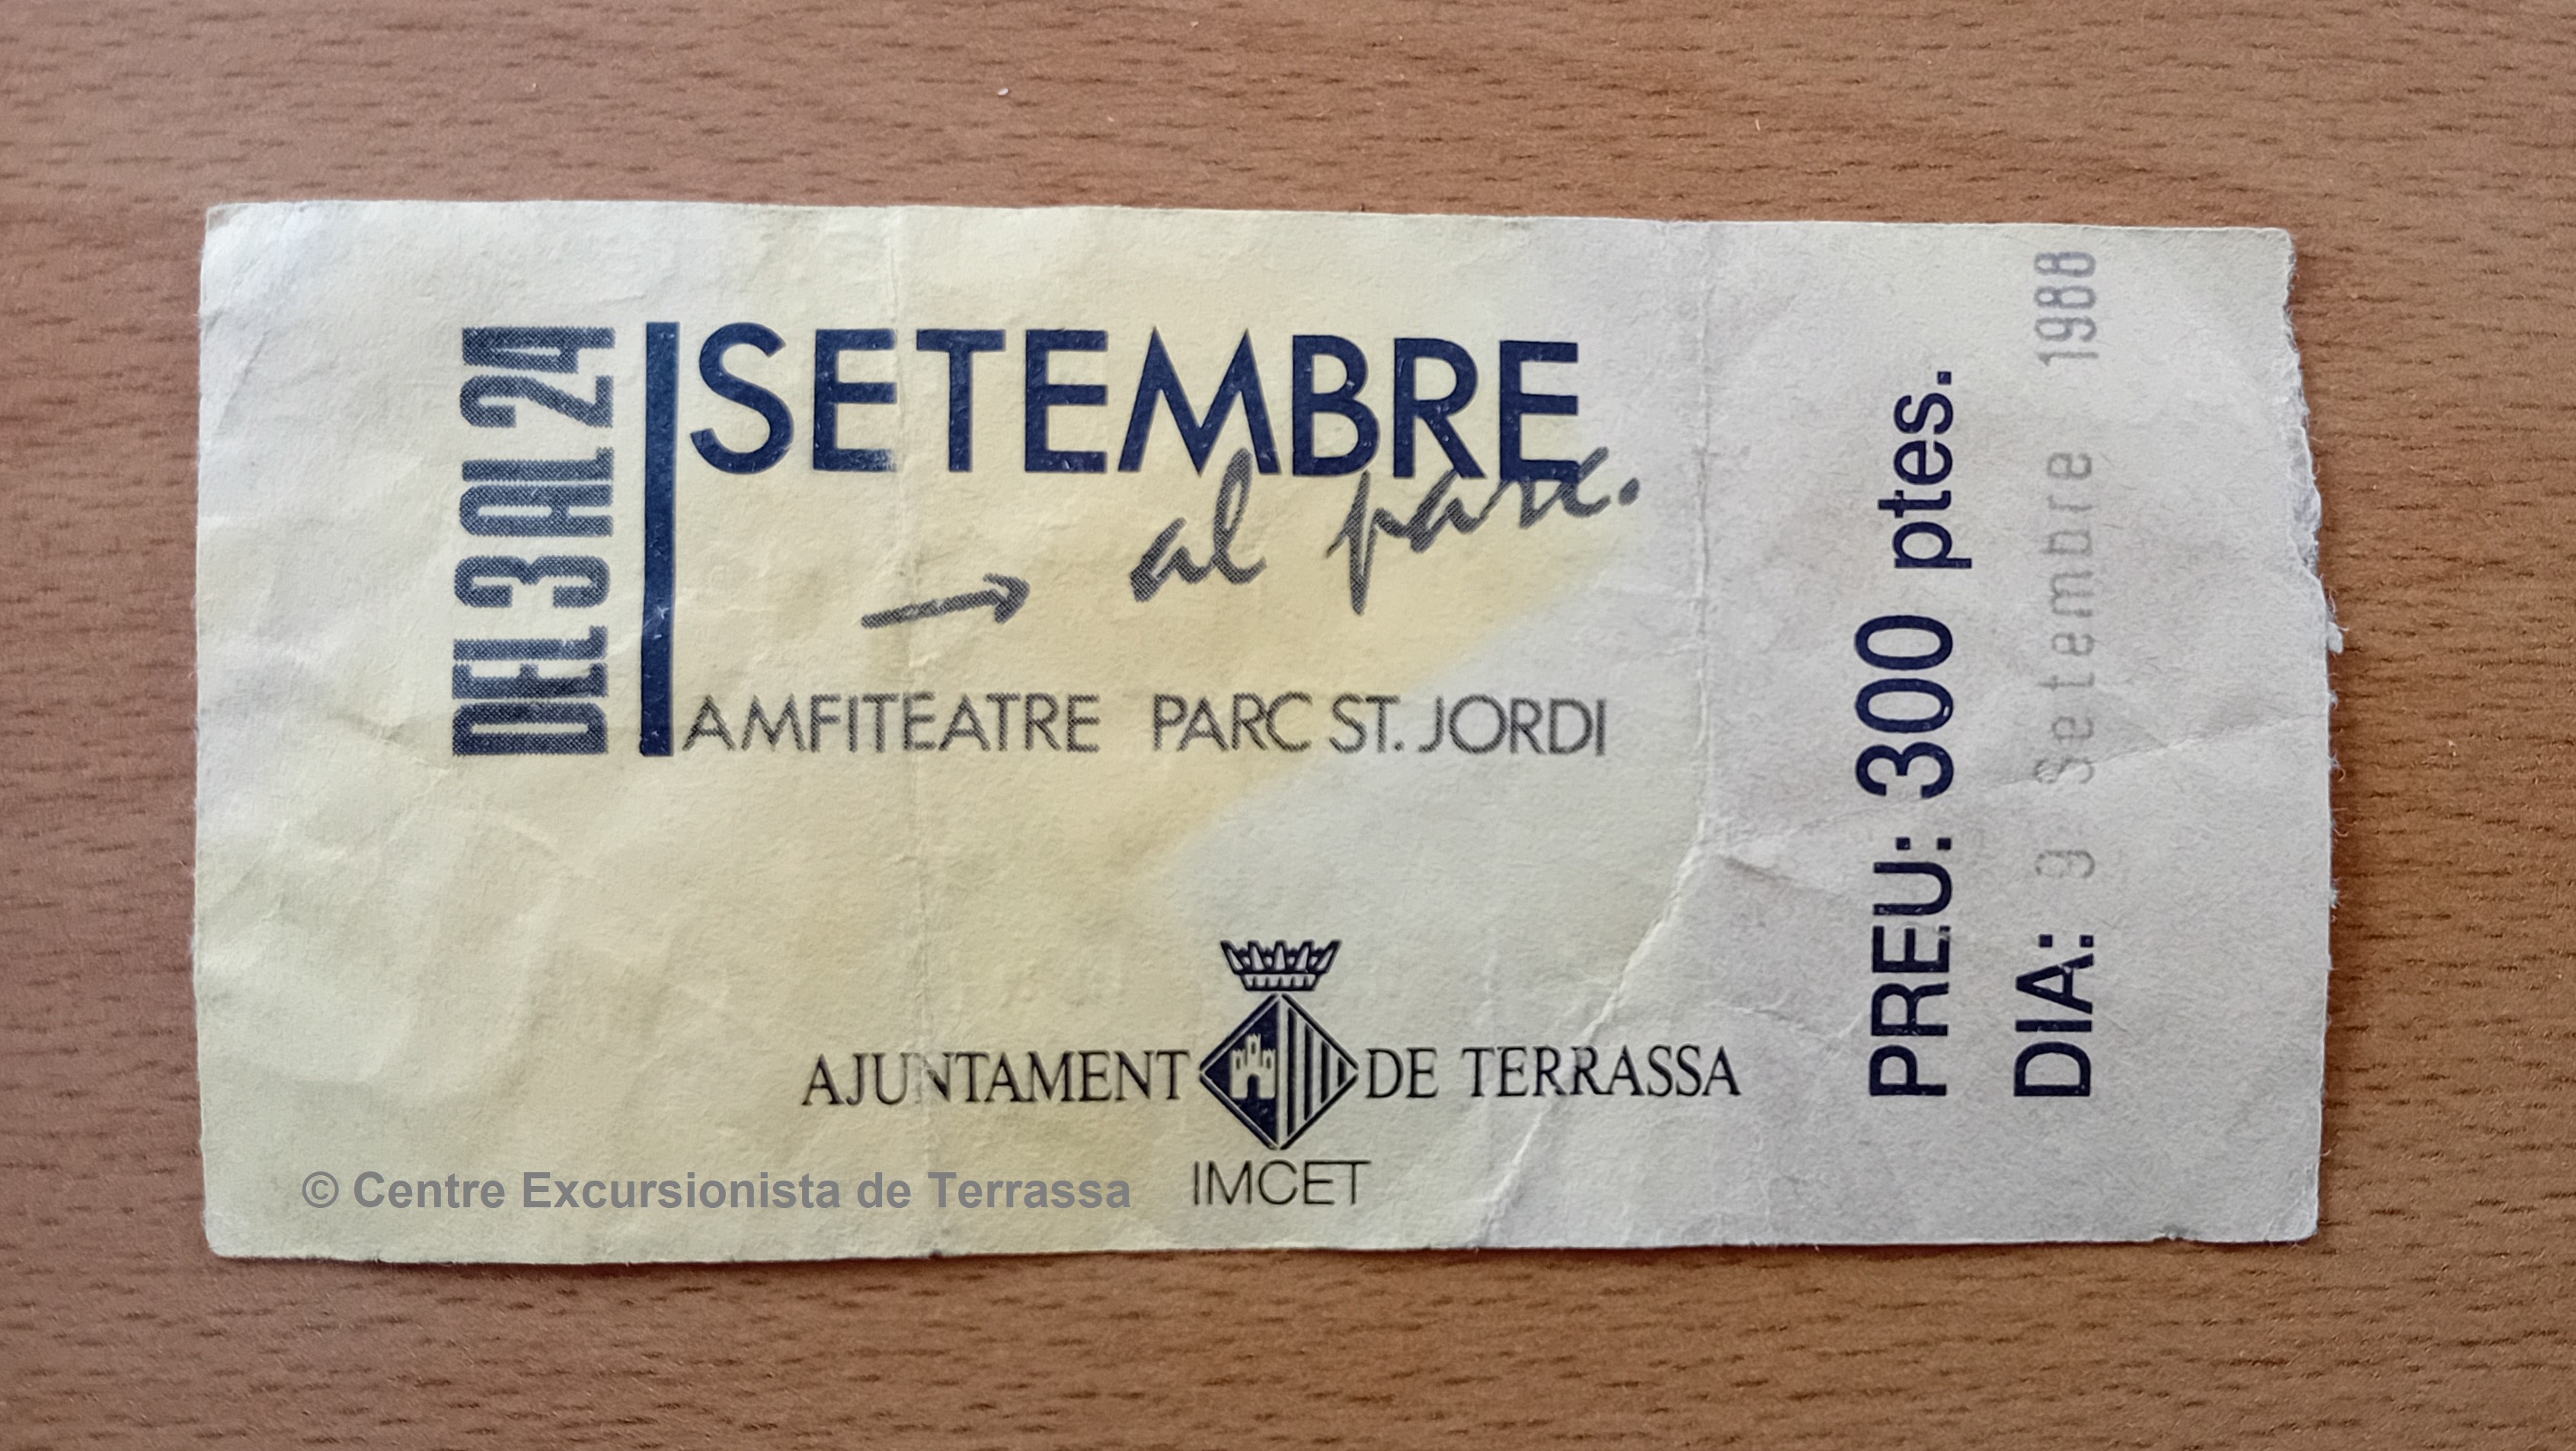 DEL 3 AL 24
SETEMBRE
al parc.
AMFITEATRE PARC ST. JORDI
AJUNTAMENT DE TERRASSA
IMCET
PREU: 300 ptes.
DIA: 9 Setembre 1988
© Centre Excursionista de Terrassa